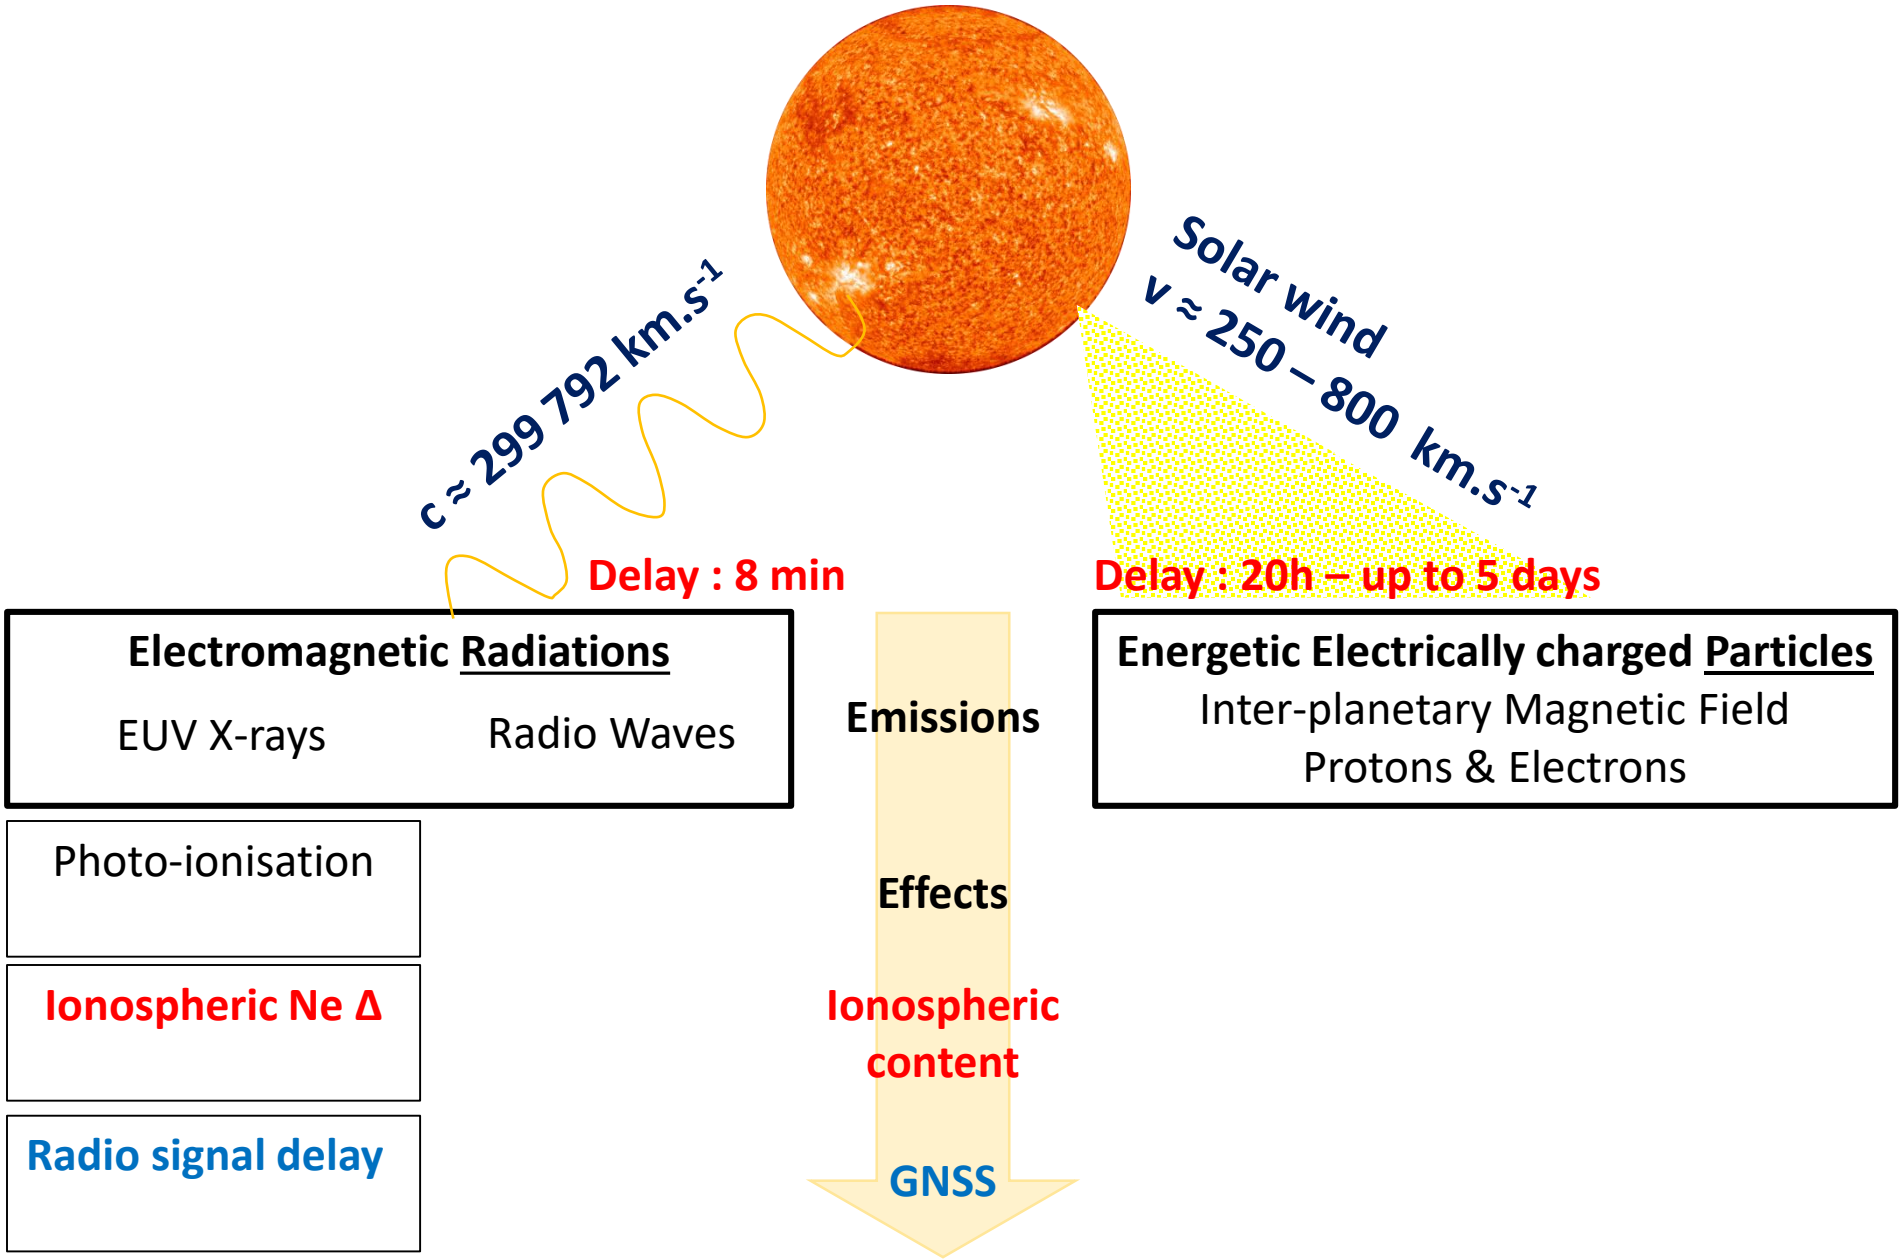 c ≈ 299 792 km.s-1
Solar wind
v ≈ 250 – 800 km.s-1
Delay : 8 min
Delay : 20h – up to 5 days
Electromagnetic Radiations
EUV X-rays
Radio Waves
Emissions
Energetic Electrically charged Particles
Inter-planetary Magnetic Field
Protons & Electrons
Photo-ionisation
Effects
Ionospheric Ne Δ
Ionospheric
content
Radio signal delay
GNSS